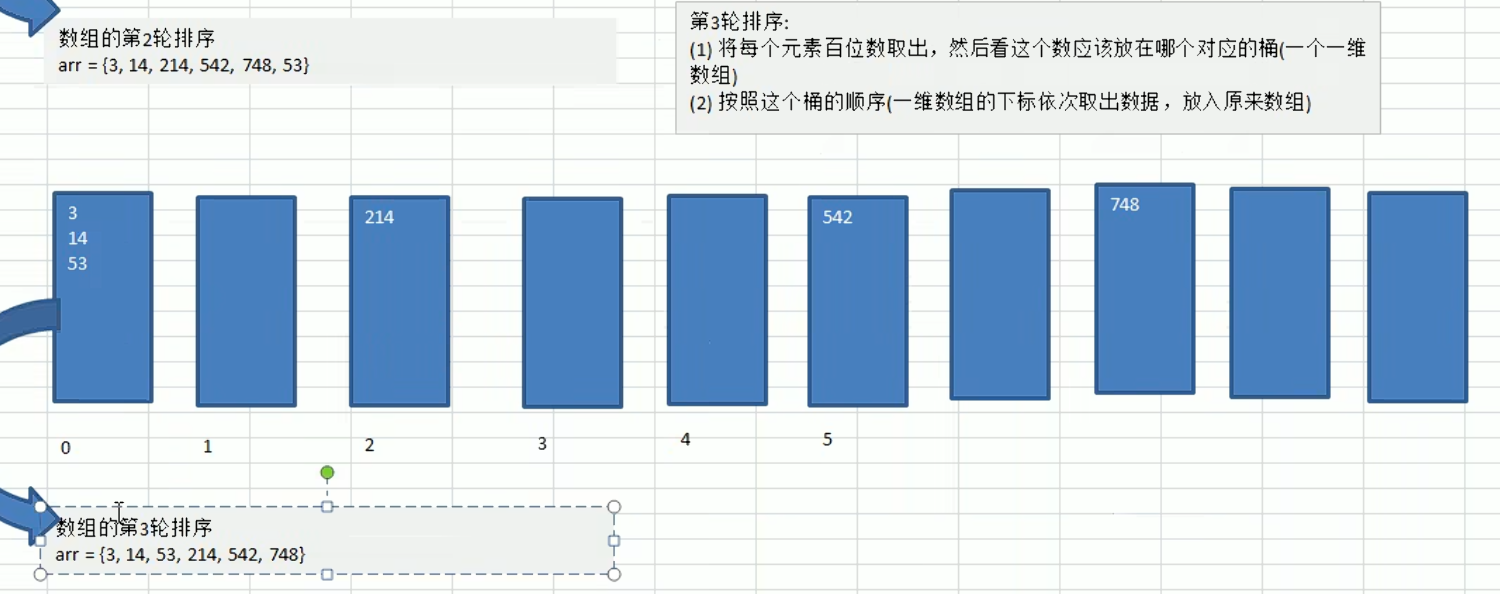 数组的第2轮排序
arr = {3, 14, 214, 542, 748, 53}
第3轮排序:
(1) 将每个元素百位数取出，然后看这个数应该放在哪个对应的桶(一个一维
数组)
(2) 按照这个桶的顺序(一维数组的下标依次取出数据，放入原来数组)
3
14
53
214
542
748
0
1
2
3
4
5
数组的第3轮排序
arr = {3, 14, 53, 214, 542, 748}